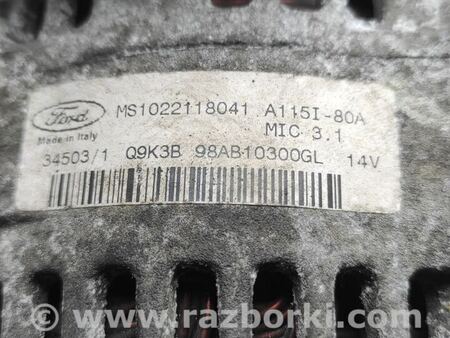 Ford MS1022118041 A115I-80A
Made in Italy MIC 3.1
34503/1 Q9K3B 98AB10300GL 14V
www.razborki.com